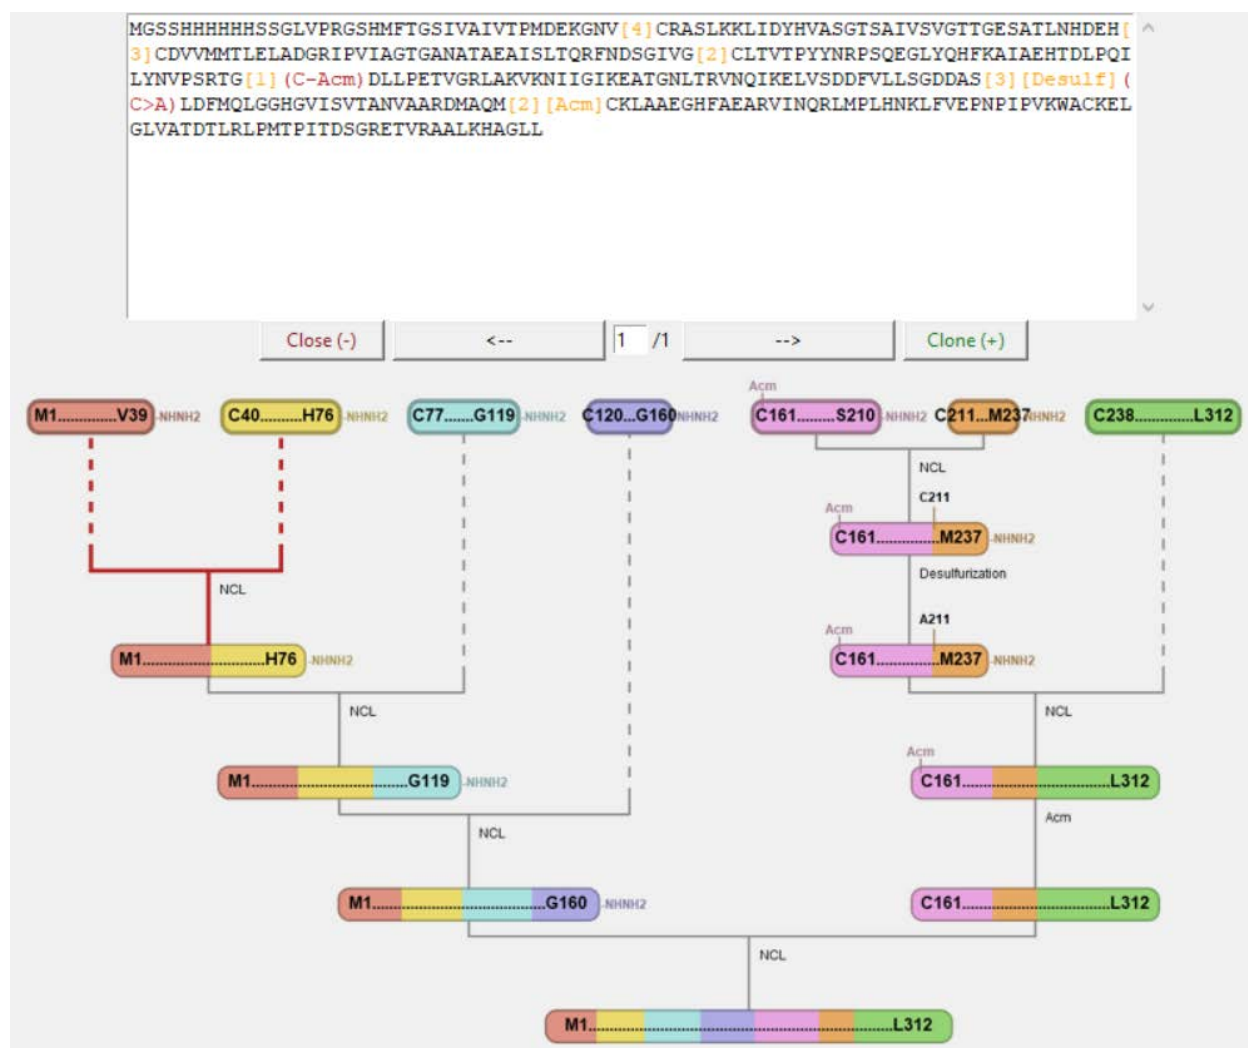 MGSSHHHHHHSSGLVPRGSHMFTGSIVAIVTPMDEKGNV[4]CRASLKKLIDYHVASGTSAIVSVGTTGESATLNHDEH[
3]CDVVMMTLELADGRIPVIAGTGANATAEAISLTQRFNDSGIVG[2]CLTVTPYYNRPSQEGLYQHFKAIAEHTDLPQI
LYNVPSRTG[1](C-Acm)DLLPETVGRLAKVKNIIGIKEATGNLTRVNQIKELVSDDFVLLSGDDAS[3][Desulf](
C>A)LDFMQLGGHGVISVTANVAARDMAQM[2][Acm]CKLAAEGHFAEARVINQRLMPLHNKLFVEPNPIPVKWACKEL
GLVATDTLRLPMTPITDSGRETVRAALKHAGLL
Close (-) <-- 1 /1 --> Clone (+)
Acm
M1............V39 -NHNH2 C40.........H76 -NHNH2 C77.......G119 -NHNH2 C120...G160 NHNH2 C161.......S210 -NHNH2 C211...M237 NHNH2 C238...............L312
NCL
C211
Acm
C161...............M237 -NHNH2
Desulfurization
NCL
A211
Acm
M1..........................H76 -NHNH2 C161...............M237 -NHNH2
NCL NCL
Acm
M1.................................G119 -NHNH2 C161...............................L312
Acm
NCL
M1....................................G160 -NHNH2 C161...............................L312
NCL
M1..............................................................L312